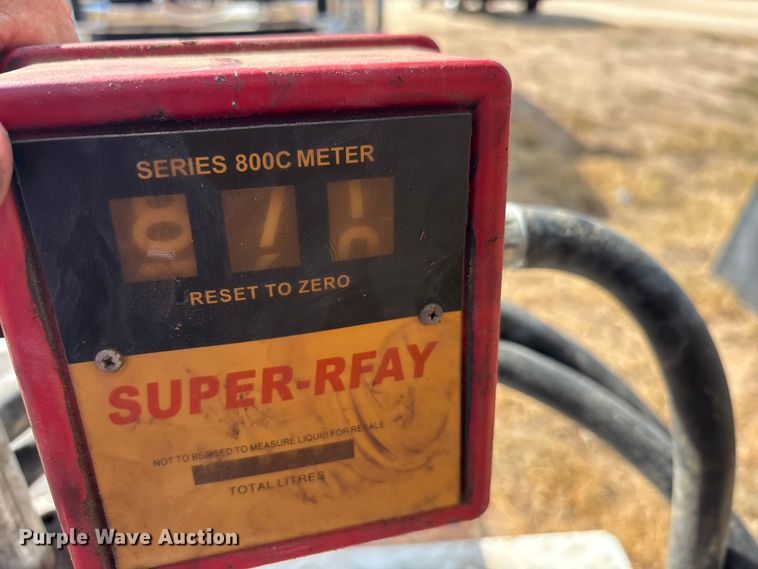 SERIES 800C METER
RESET TO ZERO
SUPER-RFAY
NOT TO BE USED TO MEASURE LIQUID FOR RESALE
TOTAL LITRES
Purple Wave Auction